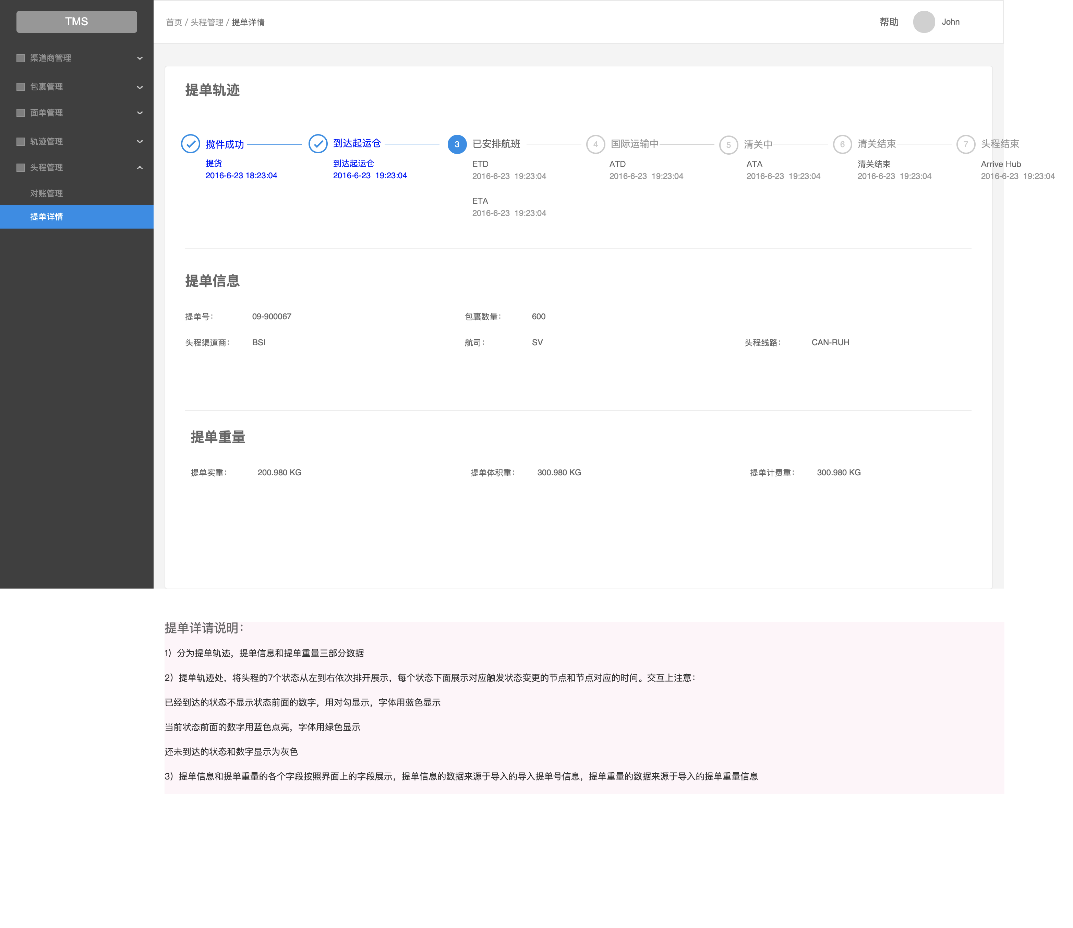 TMS
首页 / 头程管理 / 提单详情
帮助
John
渠道商管理
包裹管理
面单管理
轨迹管理
头程管理
对账管理
提单详情
提单轨迹
揽件成功
到达起运仓
3 已安排航班
4 国际运输中
5 清关中
6 清关结束
7 头程结束
提货
到达起运仓
ETD
ATD
ATA
清关结束
Arrive Hub
2016-6-23 18:23:04
2016-6-23 19:23:04
2016-6-23 19:23:04
2016-6-23 19:23:04
2016-6-23 19:23:04
2016-6-23 19:23:04
2016-6-23 19:23:04
ETA
2016-6-23 19:23:04
提单信息
提单号: 09-900067
包裹数量: 600
头程渠道商: BSI
航司: SV
头程线路: CAN-RUH
提单重量
提单实重: 200.980 KG
提单体积重: 300.980 KG
提单计费重: 300.980 KG
提单详请说明:
1）分为提单轨迹，提单信息和提单重量三部分数据
2）提单轨迹处，将头程的7个状态从左到右依次排开展示，每个状态下面展示对应触发状态变更的节点和节点对应的时间。交互上注意:
已经到达的状态不显示状态前面的数字，用对勾显示，字体用蓝色显示
当前状态前面的数字用蓝色点亮，字体用绿色显示
还未到达的状态和数字显示为灰色
3）提单信息和提单重量的各个字段按照界面上的字段展示，提单信息的数据来源于导入的导入提单号信息，提单重量的数据来源于导入的提单重量信息